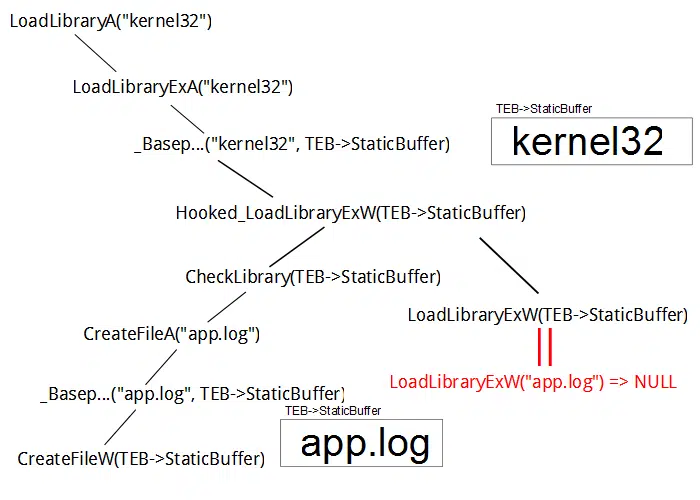 LoadLibraryA("kernel32")
LoadLibraryExA("kernel32")
TEB->StaticBuffer
kernel32
_Basep...("kernel32", TEB->StaticBuffer)
Hooked_LoadLibraryExW(TEB->StaticBuffer)
CheckLibrary(TEB->StaticBuffer)
LoadLibraryExW(TEB->StaticBuffer)
CreateFileA("app.log")
LoadLibraryExW("app.log") => NULL
_Basep...("app.log", TEB->StaticBuffer)
TEB->StaticBuffer
app.log
CreateFileW(TEB->StaticBuffer)